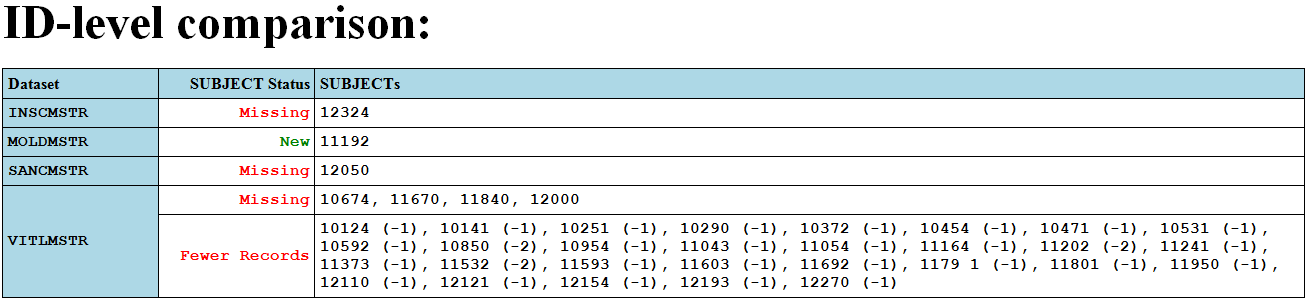 ID-level comparison:
Dataset SUBJECT Status SUBJECTs
INSCMSTR Missing 12324
MOLDMSTR New 11192
SANCMSTR Missing 12050
VITLMSTR Missing 10674, 11670, 11840, 12000
Fewer Records
10124 (-1), 10141 (-1), 10251 (-1), 10290 (-1), 10372 (-1), 10454 (-1), 10471 (-1), 10531 (-1),
10592 (-1), 10850 (-2), 10954 (-1), 11043 (-1), 11054 (-1), 11164 (-1), 11202 (-2), 11241 (-1),
11373 (-1), 11532 (-2), 11593 (-1), 11603 (-1), 11692 (-1), 1179 1 (-1), 11801 (-1), 11950 (-1),
12110 (-1), 12121 (-1), 12154 (-1), 12193 (-1), 12270 (-1)